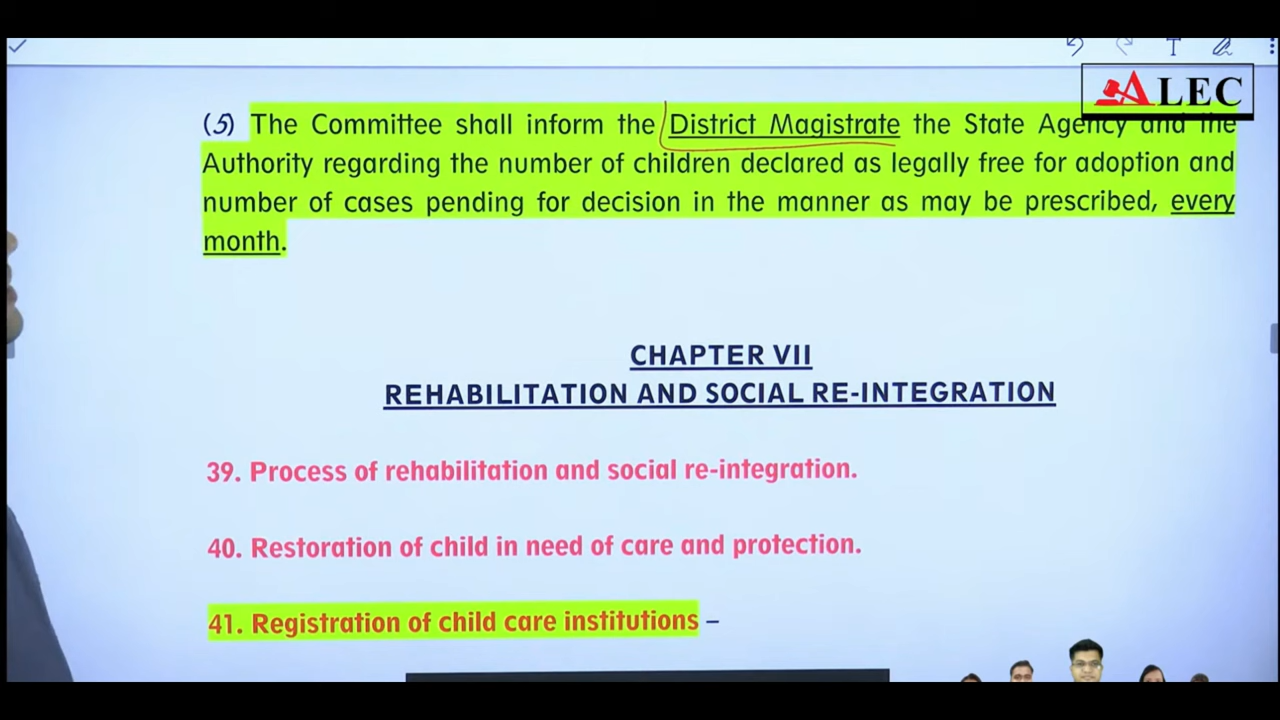 ALEC
(5) The Committee shall inform the District Magistrate the State Agency and the
Authority regarding the number of children declared as legally free for adoption and
number of cases pending for decision in the manner as may be prescribed, every
month.
CHAPTER VII
REHABILITATION AND SOCIAL RE-INTEGRATION
39. Process of rehabilitation and social re-integration.
40. Restoration of child in need of care and protection.
41. Registration of child care institutions –